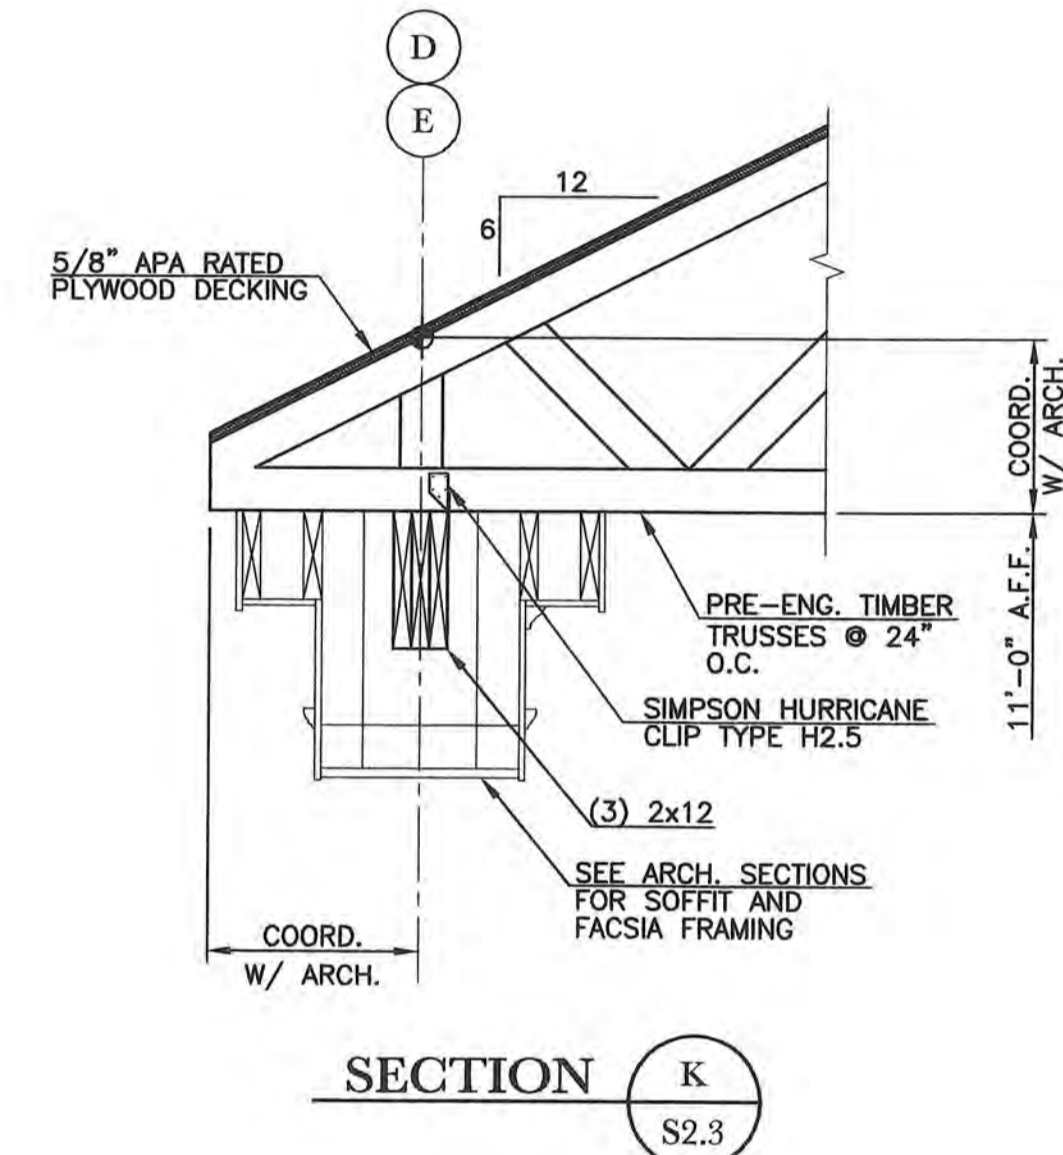 D
E
12
6
5/8" APA RATED
PLYWOOD DECKING
COORD.
W/ ARCH.
11'-0" A.F.F.
PRE-ENG. TIMBER
TRUSSES @ 24"
O.C.
SIMPSON HURRICANE
CLIP TYPE H2.5
(3) 2x12
SEE ARCH. SECTIONS
FOR SOFFIT AND
FACSIA FRAMING
COORD.
W/ ARCH.
SECTION
K
S2.3